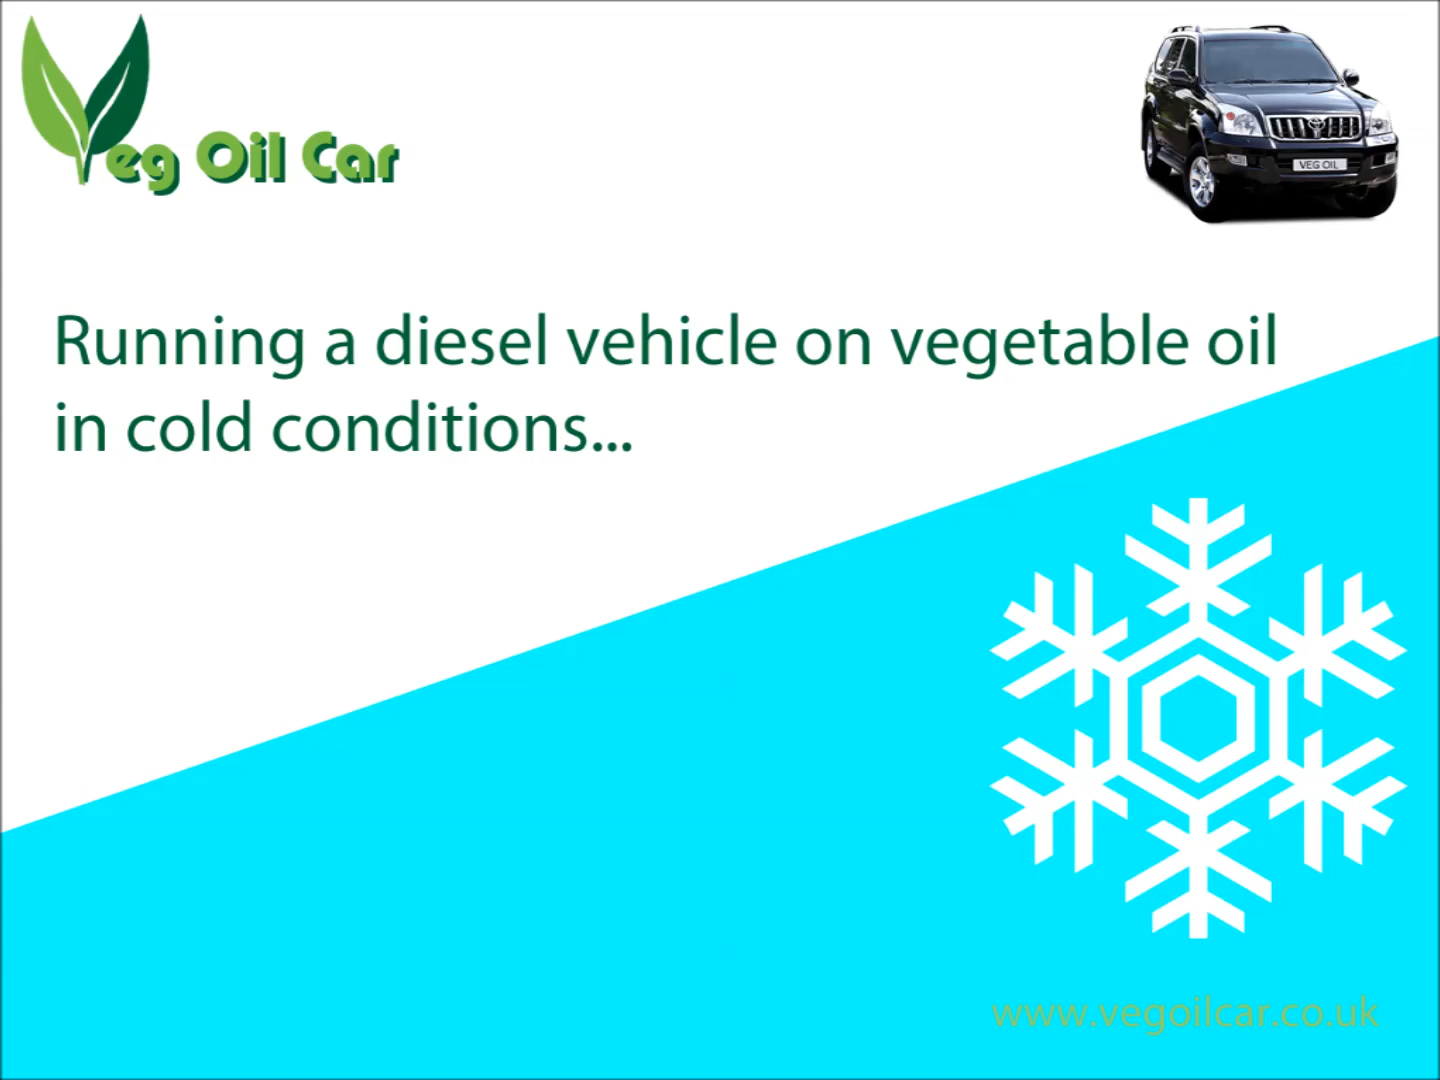 Veg Oil Car
VEG OIL
Running a diesel vehicle on vegetable oil
in cold conditions...
www.vegoilcar.co.uk